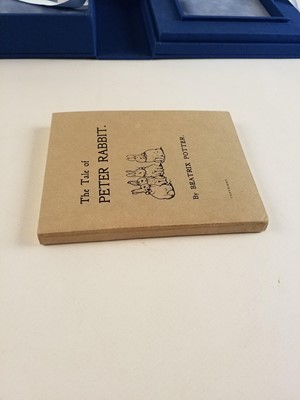 The Tale of
PETER RABBIT.
By BEATRIX POTTER.